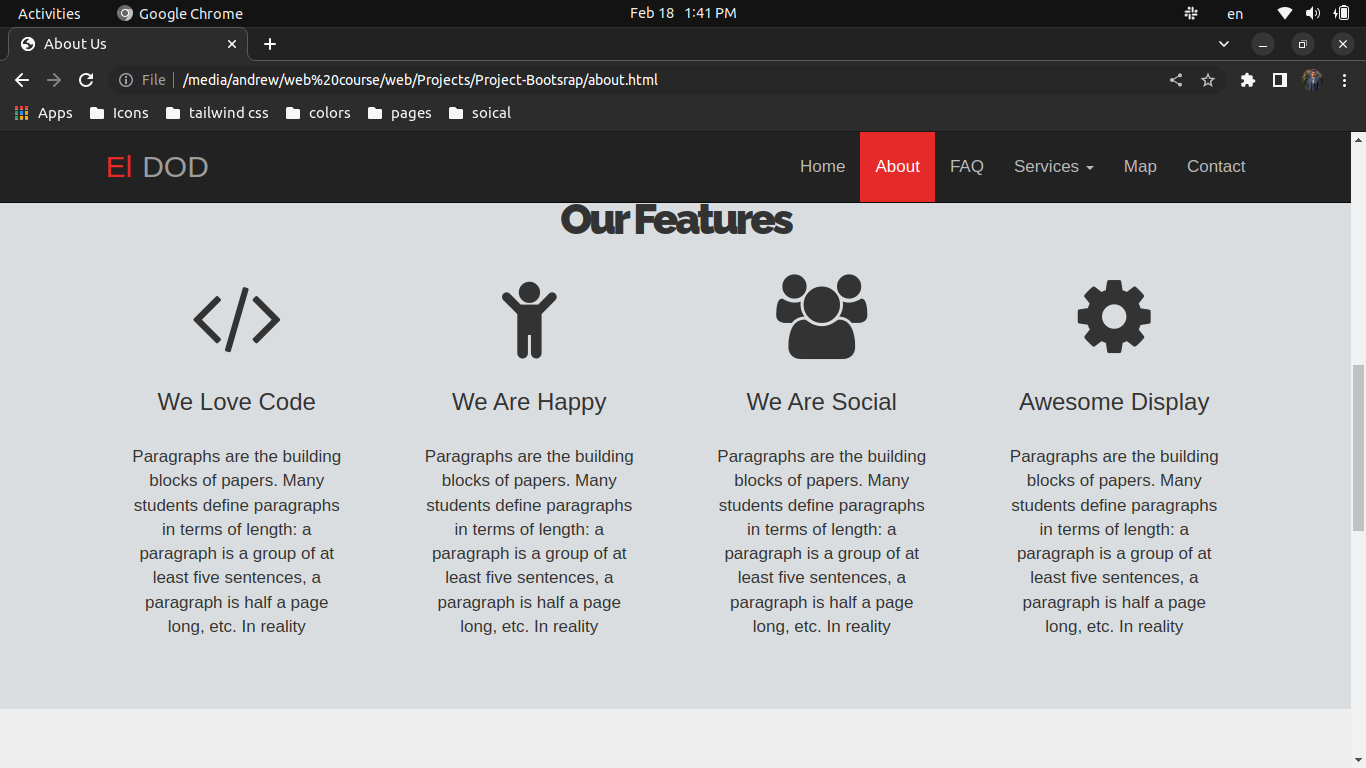 Activities Google Chrome Feb 18 1:41 PM en
About Us
File /media/andrew/web%20course/web/Projects/Project-Bootsrap/about.html
Apps Icons tailwind css colors pages soical
El DOD Home About FAQ Services Map Contact
Our Features
We Love Code
Paragraphs are the building
blocks of papers. Many
students define paragraphs
in terms of length: a
paragraph is a group of at
least five sentences, a
paragraph is half a page
long, etc. In reality
We Are Happy
Paragraphs are the building
blocks of papers. Many
students define paragraphs
in terms of length: a
paragraph is a group of at
least five sentences, a
paragraph is half a page
long, etc. In reality
We Are Social
Paragraphs are the building
blocks of papers. Many
students define paragraphs
in terms of length: a
paragraph is a group of at
least five sentences, a
paragraph is half a page
long, etc. In reality
Awesome Display
Paragraphs are the building
blocks of papers. Many
students define paragraphs
in terms of length: a
paragraph is a group of at
least five sentences, a
paragraph is half a page
long, etc. In reality